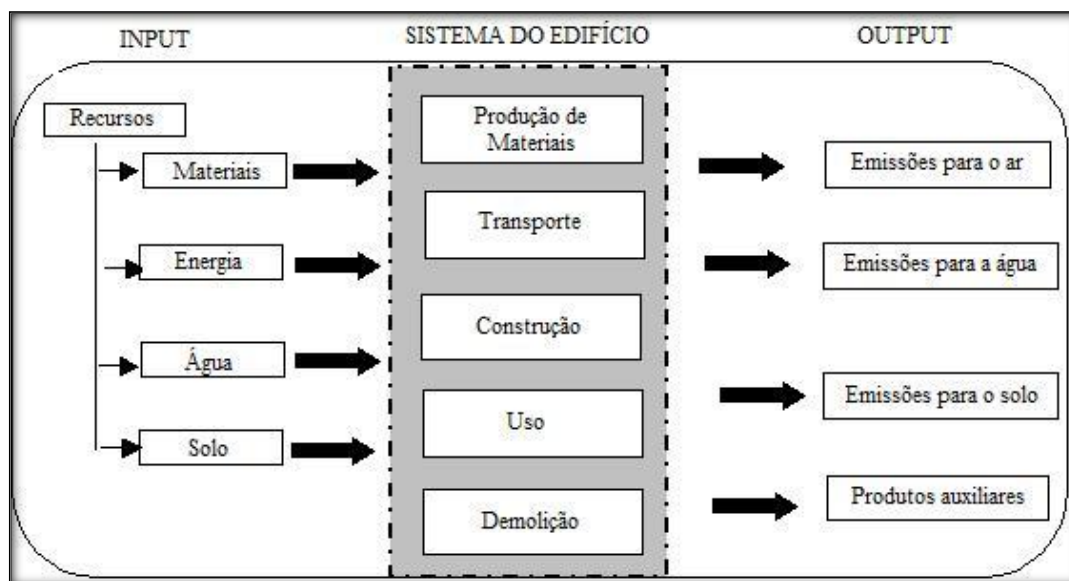 INPUT
SISTEMA DO EDIFÍCIO
OUTPUT
Recursos
Materiais
Energia
Água
Solo
Produção de
Materiais
Transporte
Construção
Uso
Demolição
Emissões para o ar
Emissões para a água
Emissões para o solo
Produtos auxiliares